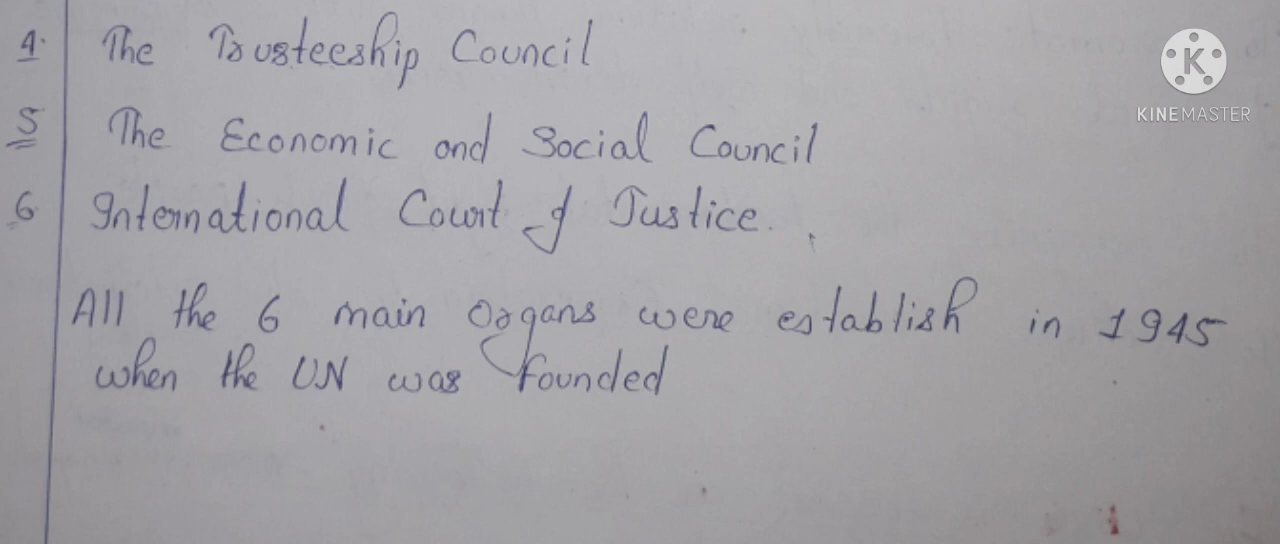 4. The Trusteeship Council
5 The Economic and Social Council
6 International Court of Justice.
All the 6 main organs were establish in 1945
when the UN was founded
K
KINEMASTER